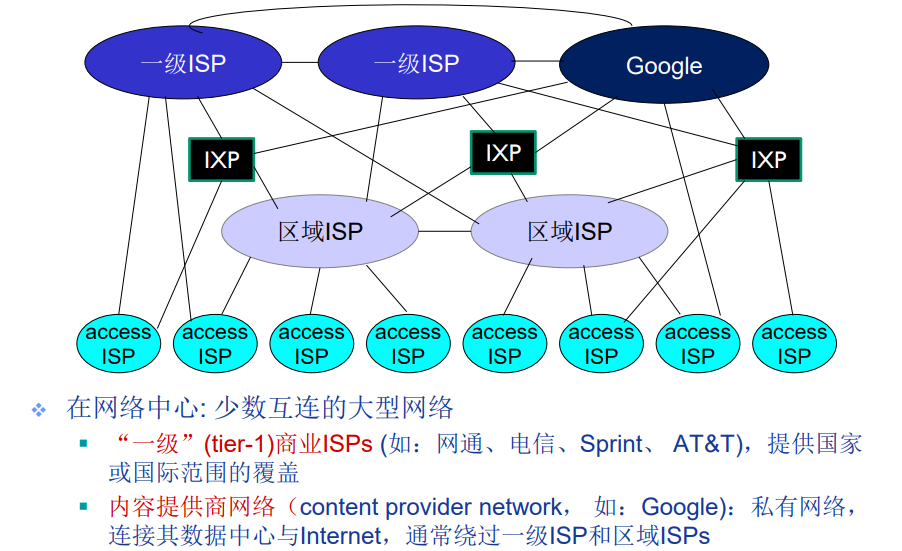 一级ISP 一级ISP Google
IXP IXP IXP
区域ISP 区域ISP
access ISP
access ISP
access ISP
access ISP
access ISP
access ISP
access ISP
access ISP
❖ 在网络中心: 少数互连的大型网络
▪ “一级”(tier-1)商业ISPs (如：网通、电信、Sprint、 AT&T)，提供国家
或国际范围的覆盖
▪ 内容提供商网络（content provider network， 如：Google)：私有网络，
连接其数据中心与Internet，通常绕过一级ISP和区域ISPs